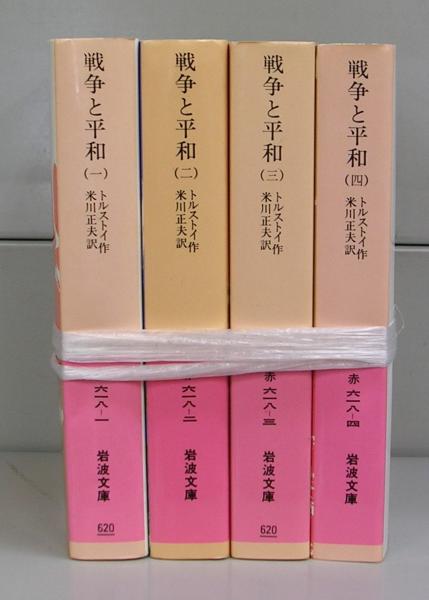 戦争と平和(一)
トルストイ作
米川正夫訳
六一八-一
岩波文庫
620
戦争と平和(二)
トルストイ作
米川正夫訳
六一八-二
岩波文庫
620
戦争と平和(三)
トルストイ作
米川正夫訳
赤 六一八-三
岩波文庫
620
戦争と平和(四)
トルストイ作
米川正夫訳
赤 六一八-四
岩波文庫